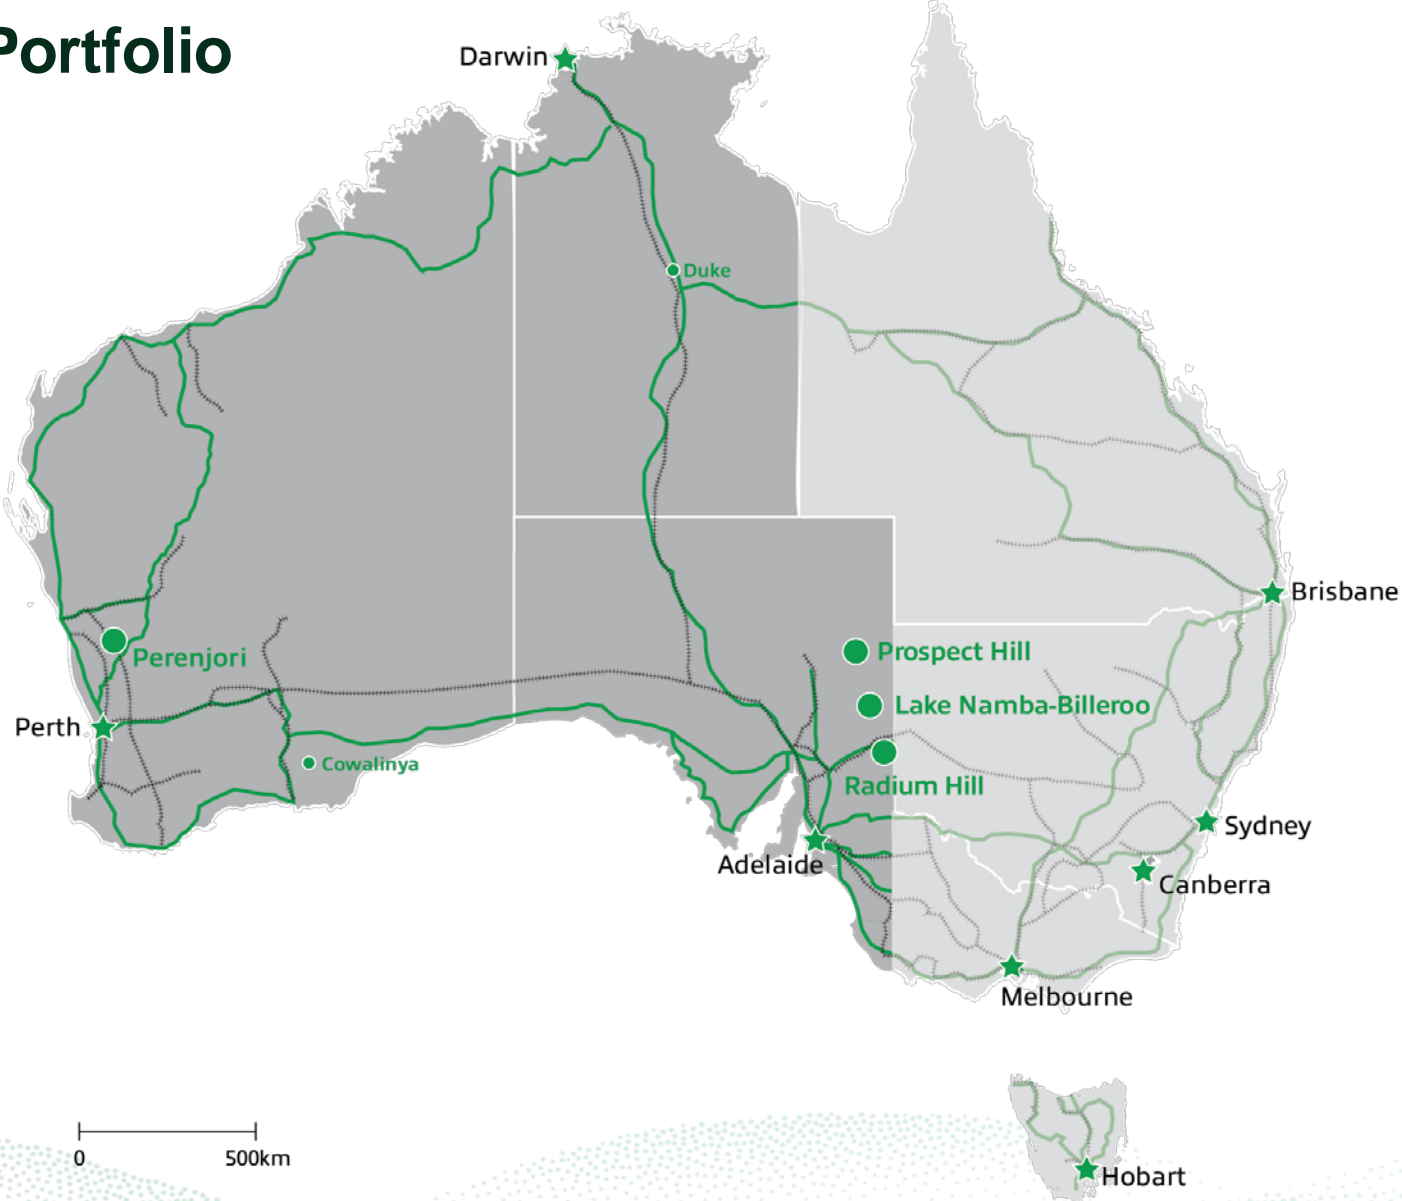 Portfolio
Darwin
Duke
Brisbane
Prospect Hill
Perenjori
Lake Namba-Billeroo
Perth
Cowalinya
Radium Hill
Sydney
Adelaide
Canberra
Melbourne
0 500km
Hobart